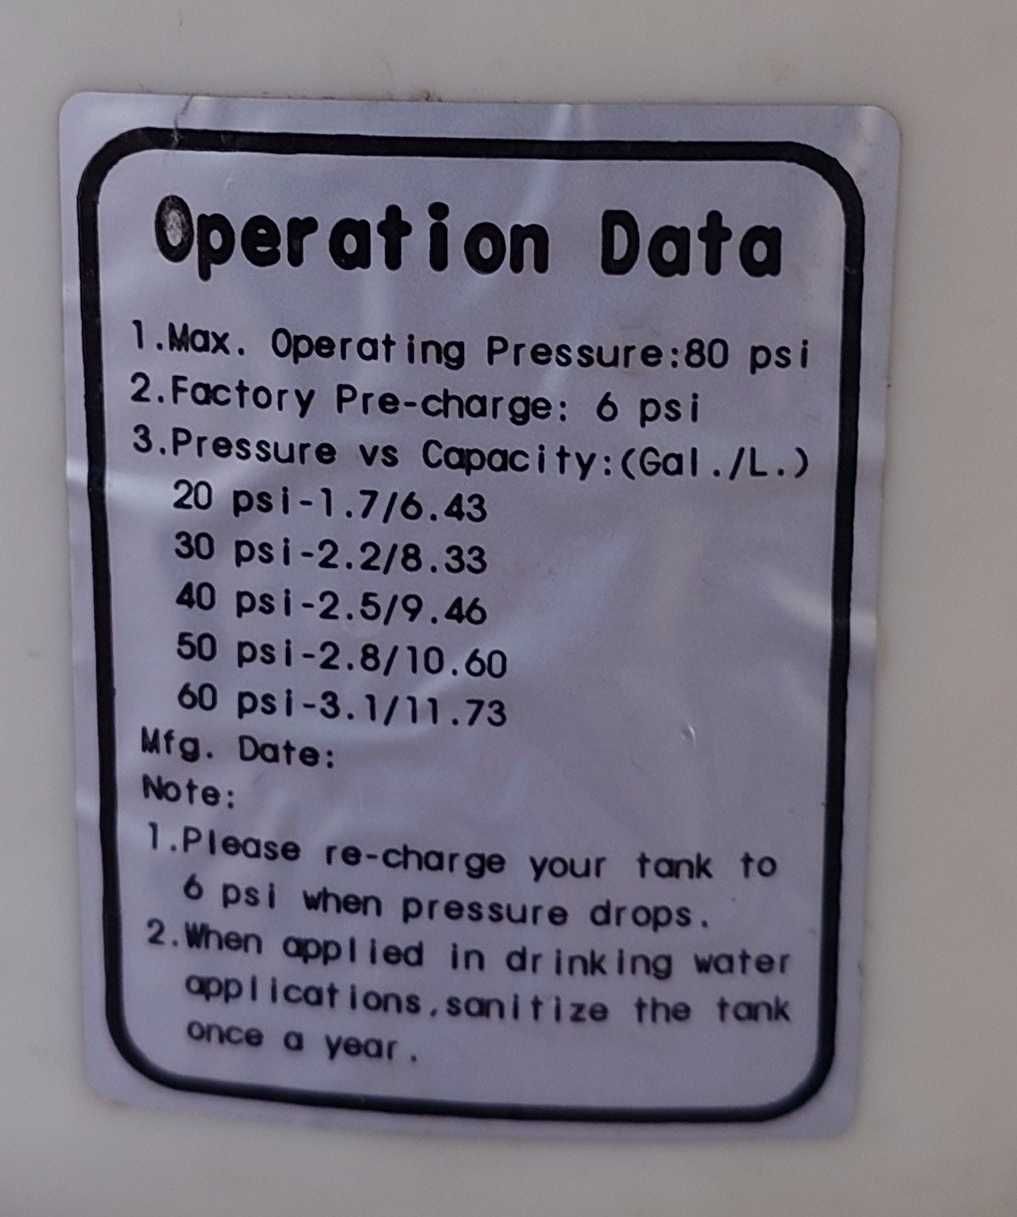 Operation Data
1.Max. Operating Pressure:80 psi
2.Factory Pre-charge: 6 psi
3.Pressure vs Capacity:(Gal./L.)
20 psi-1.7/6.43
30 psi-2.2/8.33
40 psi-2.5/9.46
50 psi-2.8/10.60
60 psi-3.1/11.73
Mfg. Date:
Note:
1.Please re-charge your tank to
6 psi when pressure drops.
2.When applied in drinking water
applications,sanitize the tank
once a year.